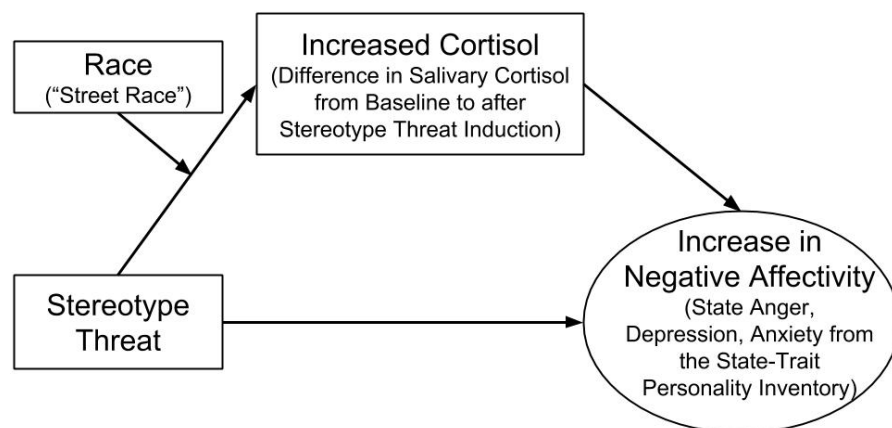 Race
(“Street Race”)
Increased Cortisol
(Difference in Salivary Cortisol
from Baseline to after
Stereotype Threat Induction)
Stereotype
Threat
Increase in
Negative Affectivity
(State Anger,
Depression, Anxiety from
the State-Trait
Personality Inventory)